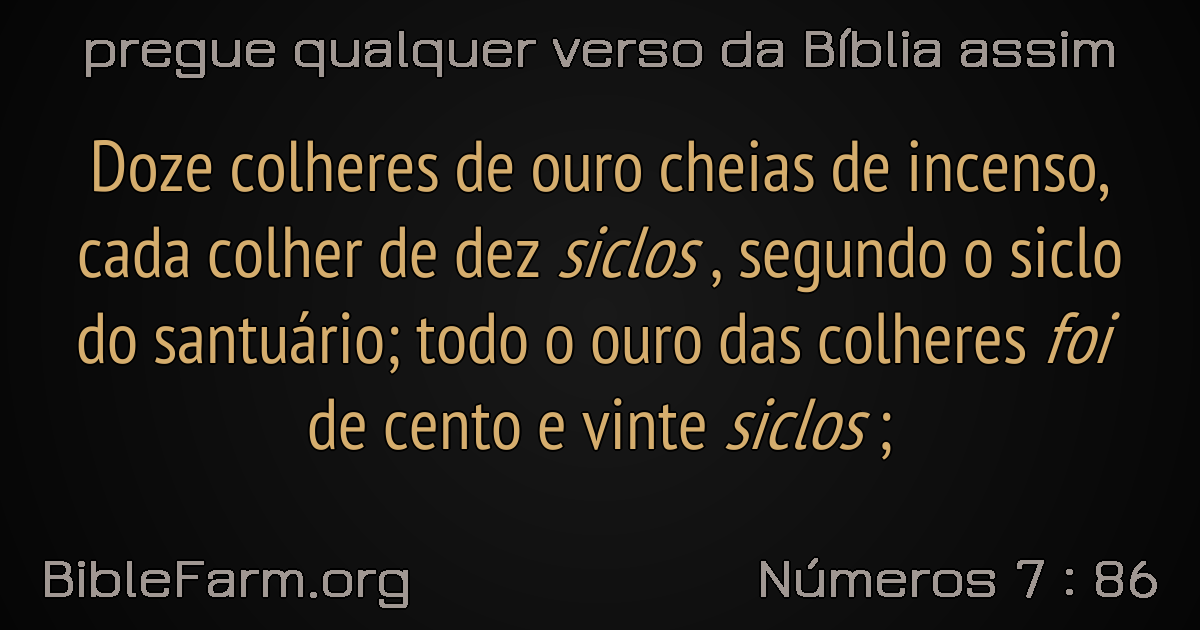 pregue qualquer verso da Bíblia assim
Doze colheres de ouro cheias de incenso,
cada colher de dez siclos , segundo o siclo
do santuário; todo o ouro das colheres foi
de cento e vinte siclos ;
BibleFarm.org
Números 7 : 86